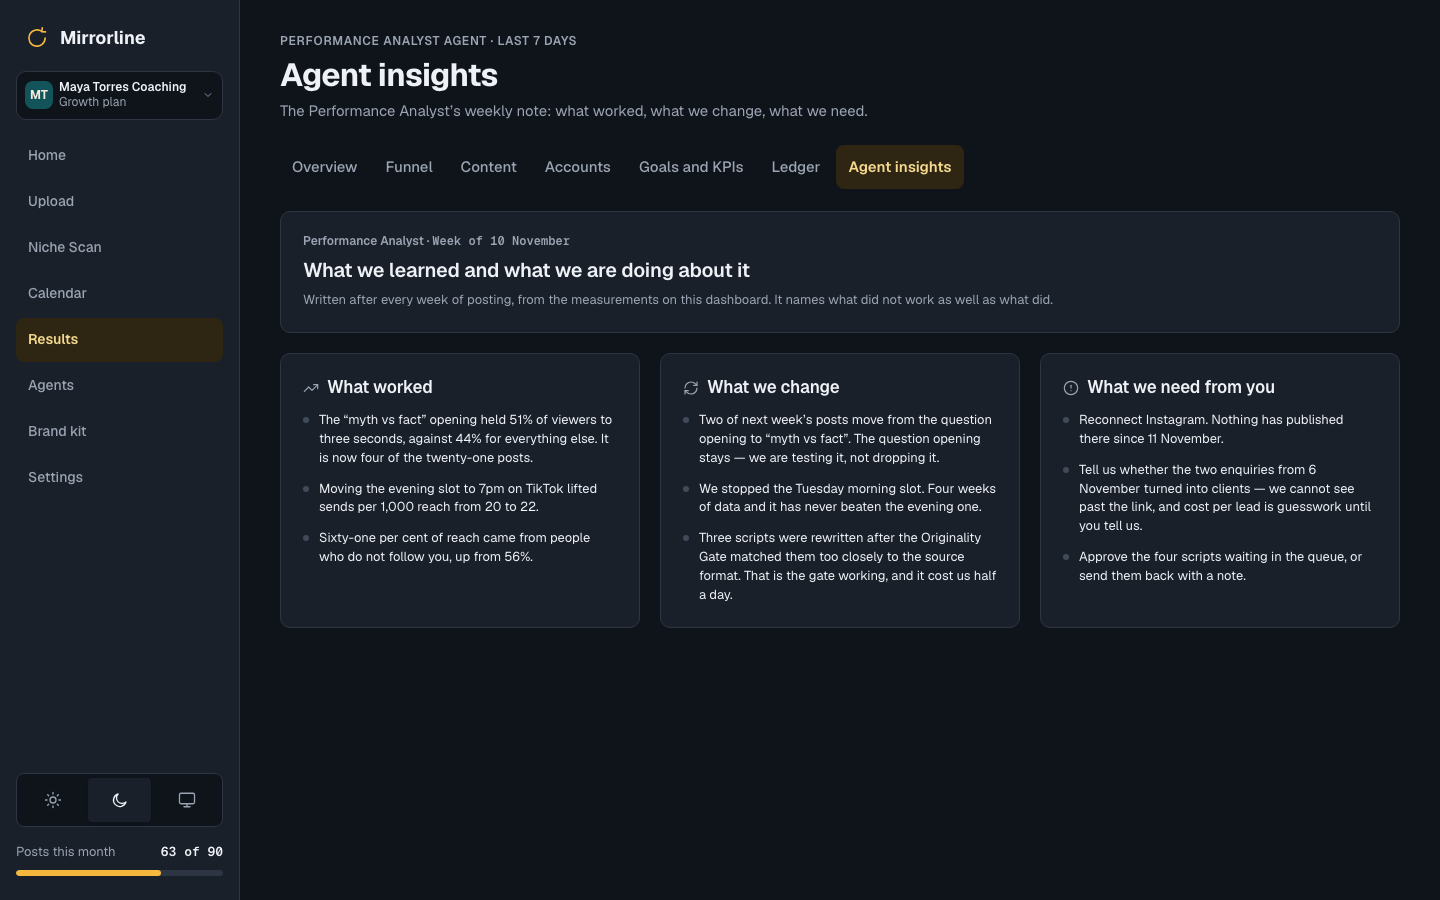 Mirrorline
MT
Maya Torres Coaching
Growth plan
Home
Upload
Niche Scan
Calendar
Results
Agents
Brand kit
Settings
Posts this month
63 of 90
PERFORMANCE ANALYST AGENT · LAST 7 DAYS
Agent insights
The Performance Analyst’s weekly note: what worked, what we change, what we need.
Overview
Funnel
Content
Accounts
Goals and KPIs
Ledger
Agent insights
Performance Analyst · Week of 10 November
What we learned and what we are doing about it
Written after every week of posting, from the measurements on this dashboard. It names what did not work as well as what did.
What worked
The “myth vs fact” opening held 51% of viewers to
three seconds, against 44% for everything else. It
is now four of the twenty-one posts.
Moving the evening slot to 7pm on TikTok lifted
sends per 1,000 reach from 20 to 22.
Sixty-one per cent of reach came from people
who do not follow you, up from 56%.
What we change
Two of next week’s posts move from the question
opening to “myth vs fact”. The question opening
stays — we are testing it, not dropping it.
We stopped the Tuesday morning slot. Four weeks
of data and it has never beaten the evening one.
Three scripts were rewritten after the Originality
Gate matched them too closely to the source
format. That is the gate working, and it cost us half
a day.
What we need from you
Reconnect Instagram. Nothing has published
there since 11 November.
Tell us whether the two enquiries from 6
November turned into clients — we cannot see
past the link, and cost per lead is guesswork until
you tell us.
Approve the four scripts waiting in the queue, or
send them back with a note.